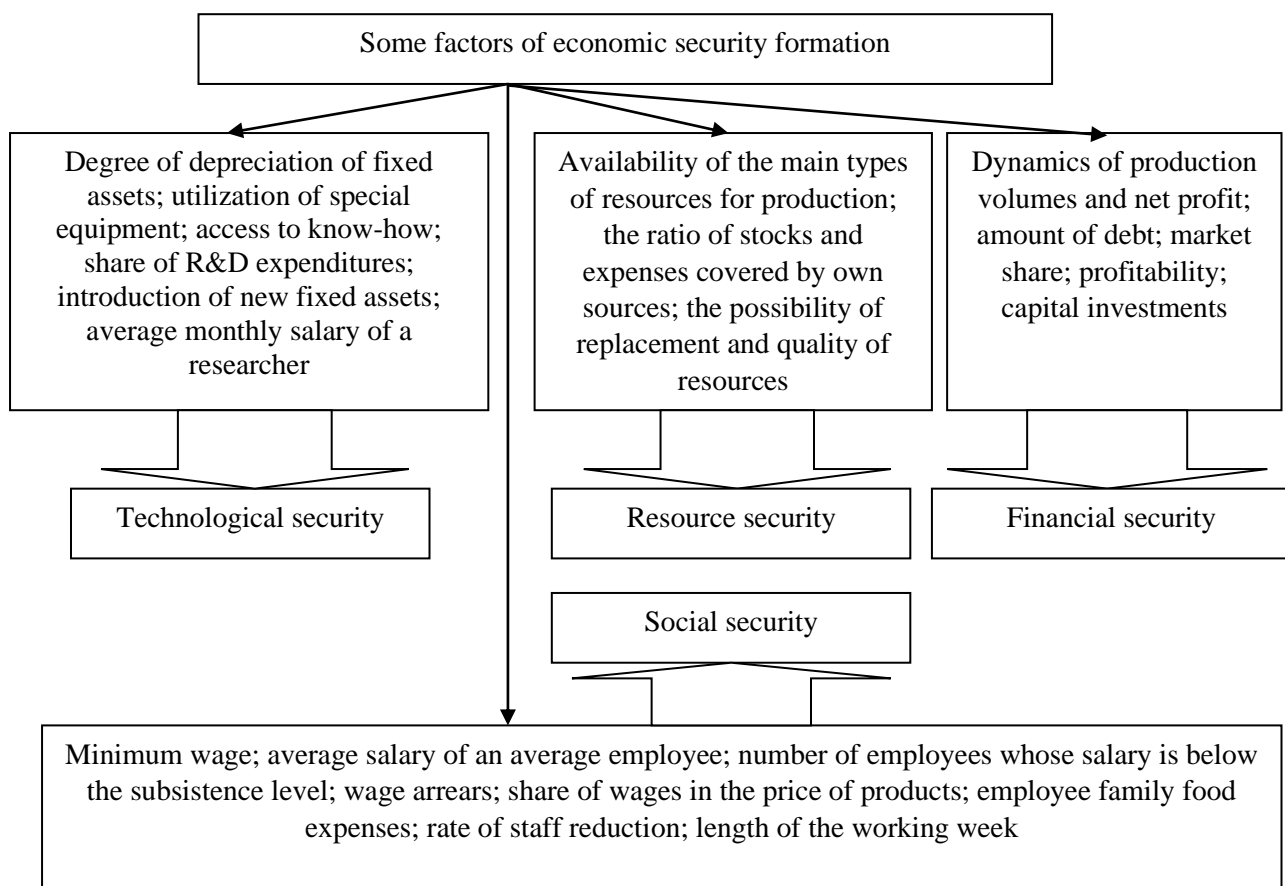 Some factors of economic security formation
Degree of depreciation of fixed
assets; utilization of special
equipment; access to know-how;
share of R&D expenditures;
introduction of new fixed assets;
average monthly salary of a
researcher
Availability of the main types
of resources for production;
the ratio of stocks and
expenses covered by own
sources; the possibility of
replacement and quality of
resources
Dynamics of production
volumes and net profit;
amount of debt; market
share; profitability;
capital investments
Technological security
Resource security
Financial security
Social security
Minimum wage; average salary of an average employee; number of employees whose salary is below
the subsistence level; wage arrears; share of wages in the price of products; employee family food
expenses; rate of staff reduction; length of the working week